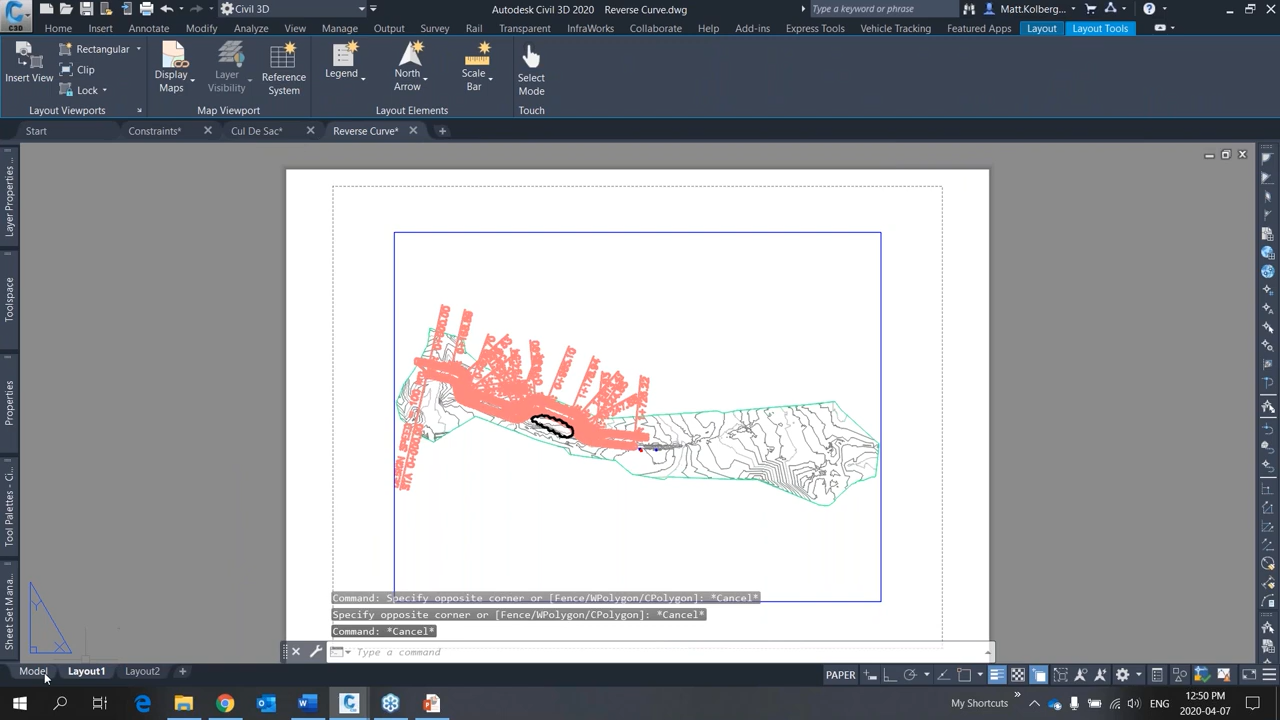 Civil 3D
Autodesk Civil 3D 2020 Reverse Curve.dwg
Type a keyword or phrase
Matt.Kolberg...
C3D
Home Insert Annotate Modify Analyze View Manage Output Survey Rail Transparent InfraWorks Collaborate Help Add-ins Express Tools Vehicle Tracking Featured Apps Layout Layout Tools
Insert View
Rectangular
Clip
Lock
Display Maps
Layer Visibility
Reference System
Legend
North Arrow
Scale Bar
Select Mode
Layout Viewports Map Viewport Layout Elements Touch
Start Constraints* Cul De Sac* Reverse Curve*
Layer Properties ...
Toolspace
Properties
Tool Palettes - Ci...
Sheet Set Mana...
Command: Specify opposite corner or [Fence/WPolygon/CPolygon]: *Cancel*
Specify opposite corner or [Fence/WPolygon/CPolygon]: *Cancel*
Command: *Cancel*
Type a command
Model Layout1 Layout2
PAPER
My Shortcuts
12:50 PM
2020-04-07